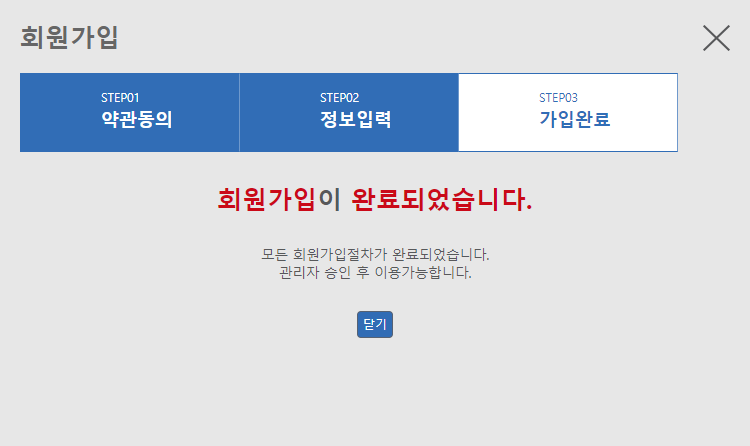 회원가입
STEP01
약관동의
STEP02
정보입력
STEP03
가입완료
회원가입이 완료되었습니다.
모든 회원가입절차가 완료되었습니다.
관리자 승인 후 이용가능합니다.
닫기